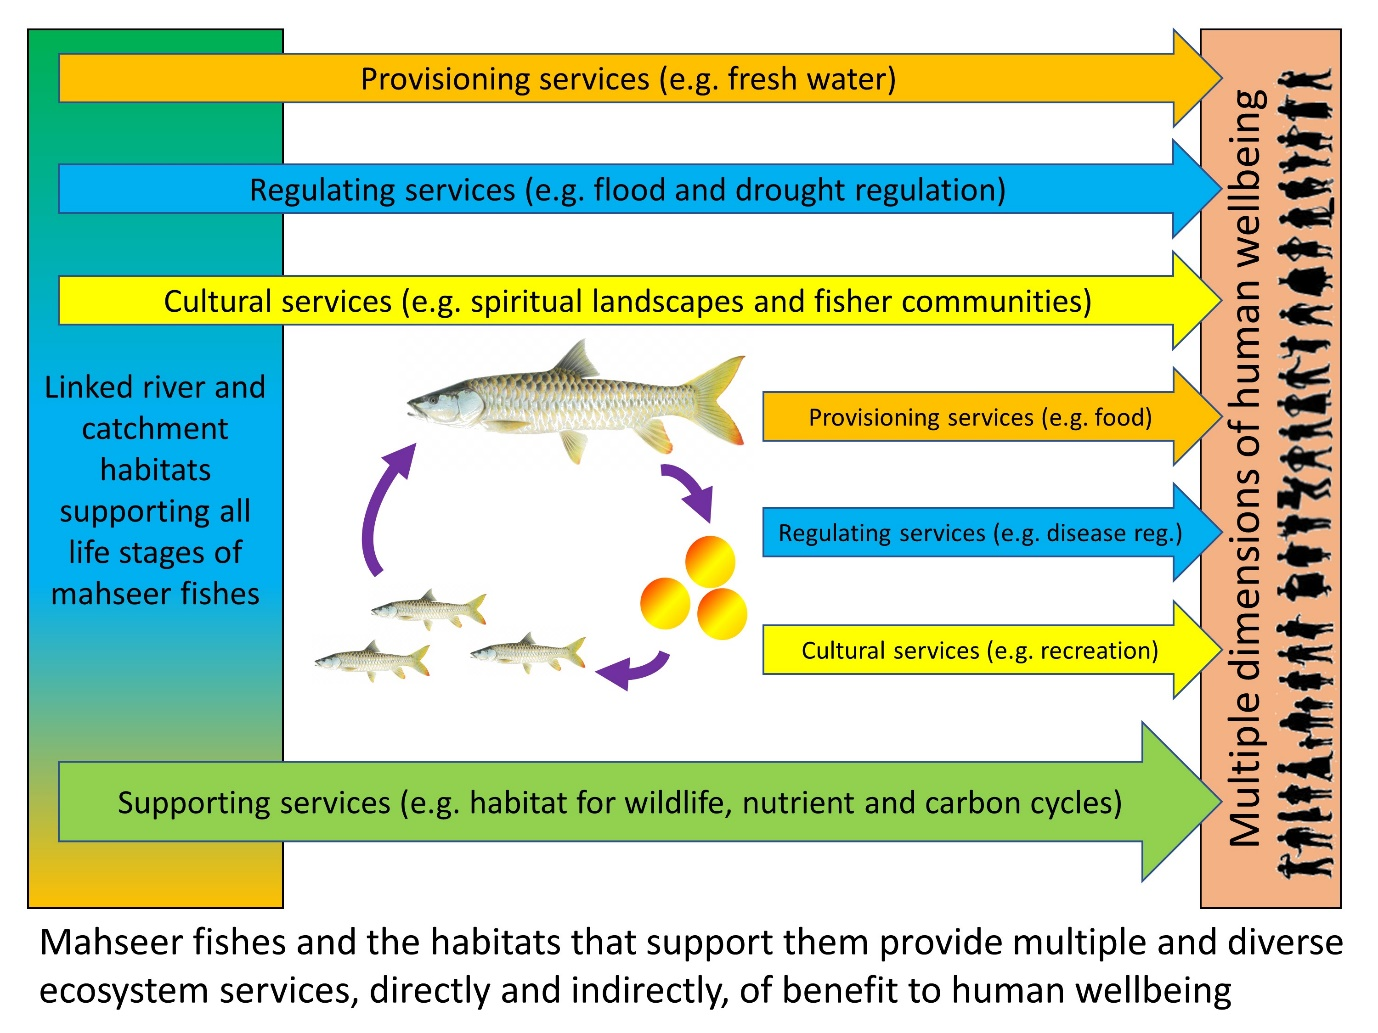 Provisioning services (e.g. fresh water)
Regulating services (e.g. flood and drought regulation)
Cultural services (e.g. spiritual landscapes and fisher communities)
Linked river and
catchment
habitats
supporting all
life stages of
mahseer fishes
Provisioning services (e.g. food)
Regulating services (e.g. disease reg.)
Cultural services (e.g. recreation)
Supporting services (e.g. habitat for wildlife, nutrient and carbon cycles)
Multiple dimensions of human wellbeing
Mahseer fishes and the habitats that support them provide multiple and diverse
ecosystem services, directly and indirectly, of benefit to human wellbeing